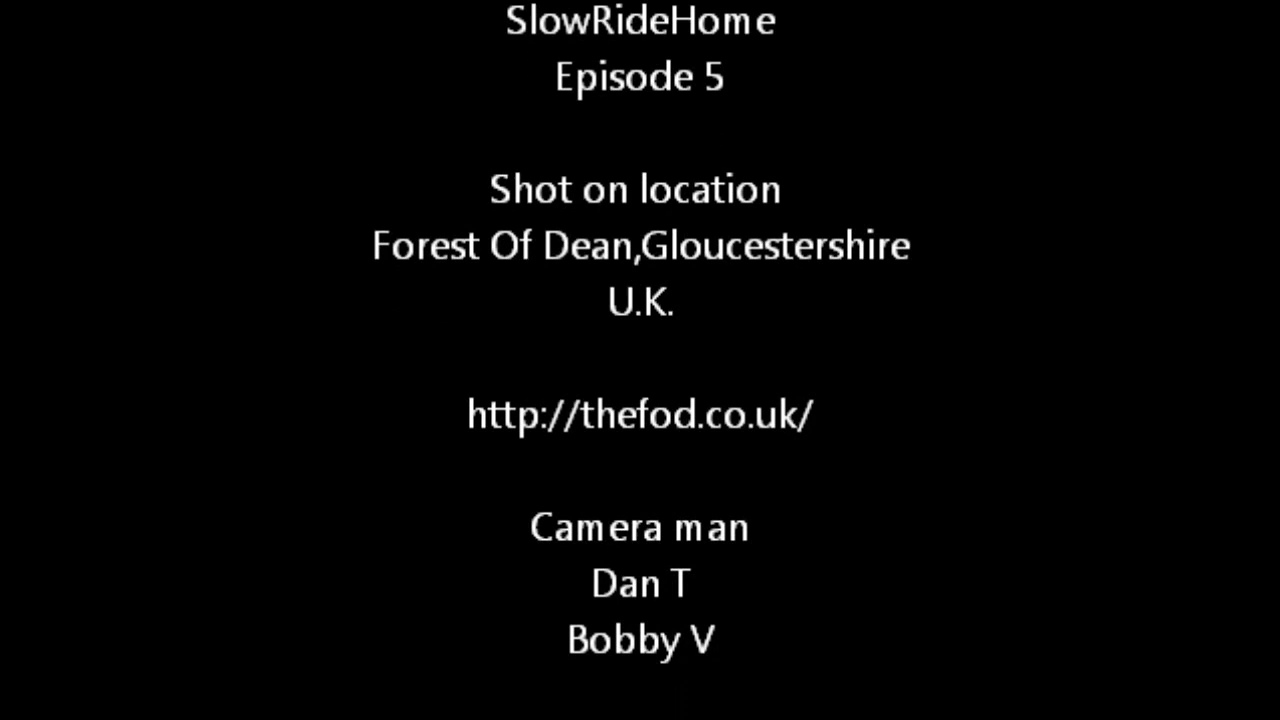 SlowRideHome
Episode 5
Shot on location
Forest Of Dean,Gloucestershire
U.K.
http://thefod.co.uk/
Camera man
Dan T
Bobby V